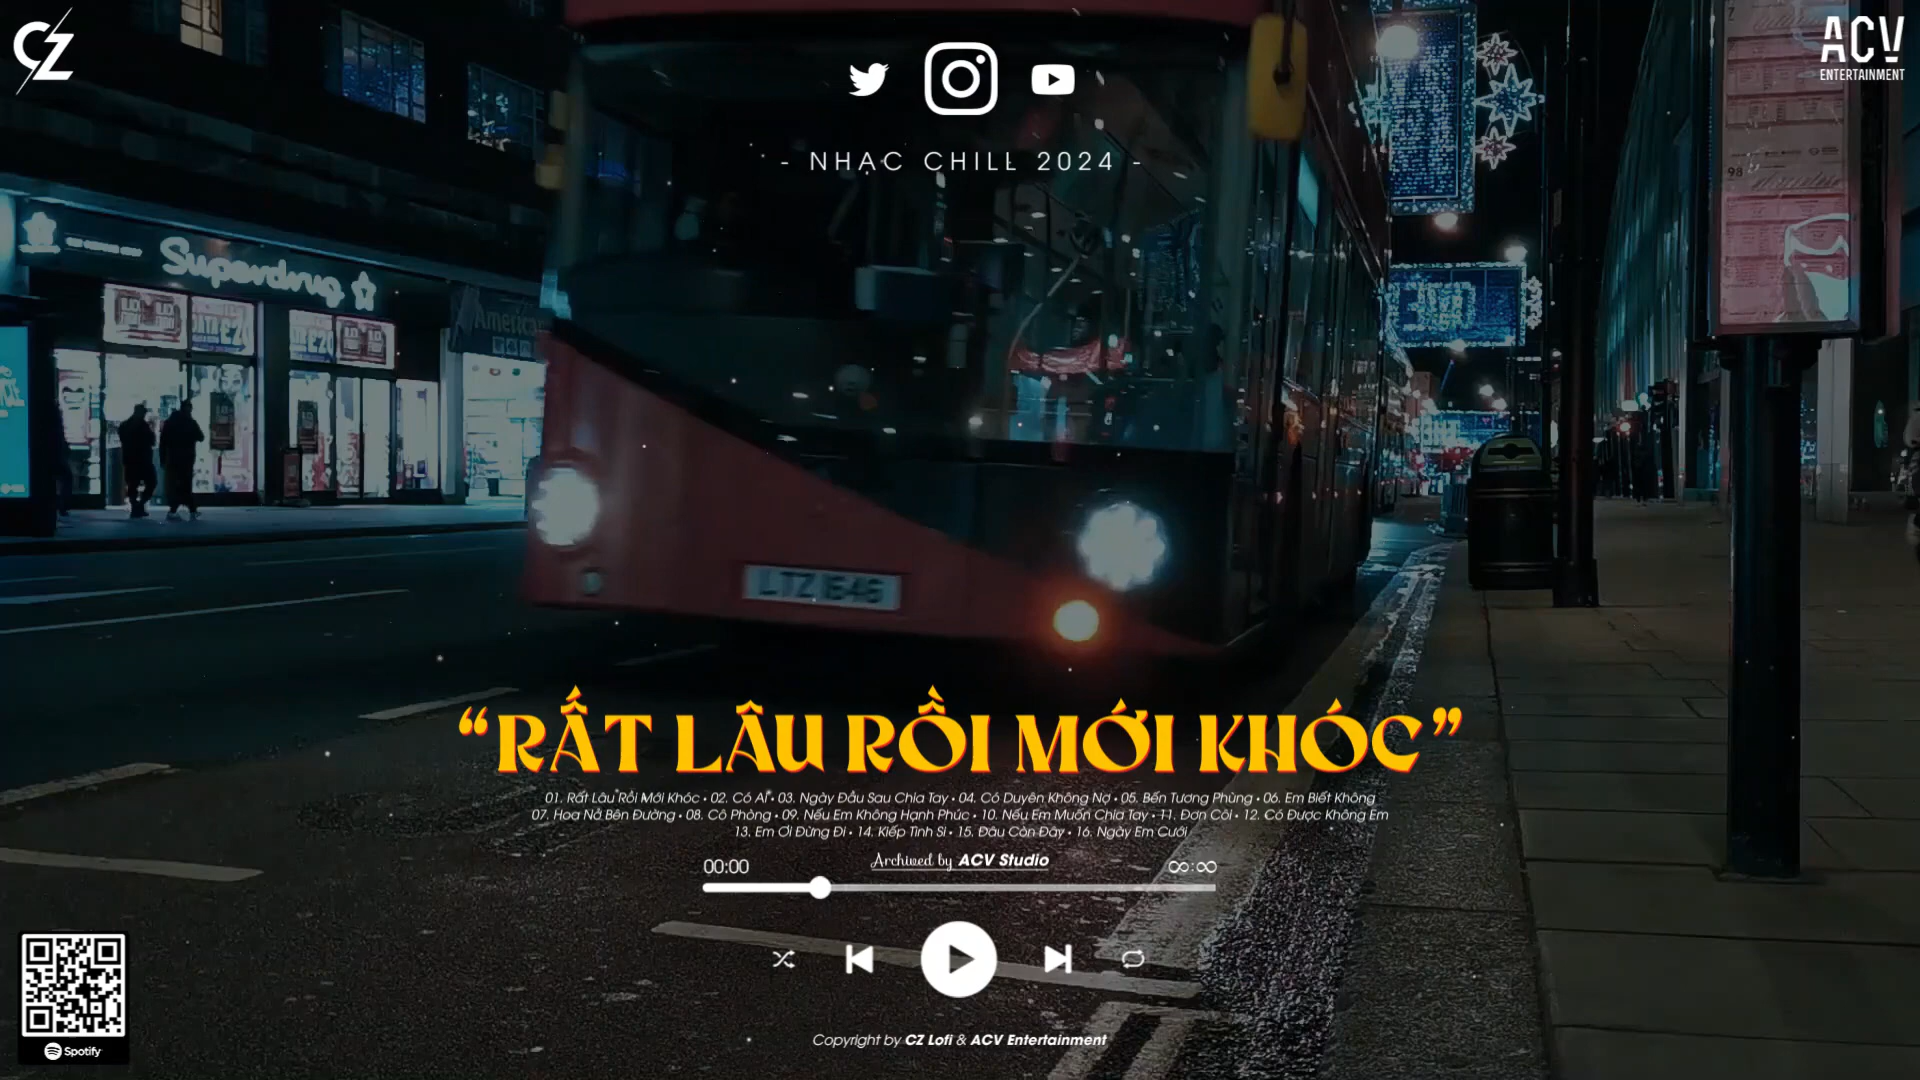 CZ
ACV
ENTERTAINMENT
- NHẠC CHILL 2024 -
Superdrug
American
98
LTZ 1646
“RẤT LÂU RỒI MỚI KHÓC”
01. Rất Lâu Rồi Mới Khóc • 02. Có Ai • 03. Ngày Đầu Sau Chia Tay • 04. Có Duyên Không Nợ • 05. Bến Tương Phùng • 06. Em Biết Không
07. Hoa Nở Bên Đường • 08. Cô Phòng • 09. Nếu Em Không Hạnh Phúc • 10. Nếu Em Muốn Chia Tay • 11. Đơn Côi • 12. Có Được Không Em
13. Em Ơi Đừng Đi • 14. Kiếp Tình Si • 15. Đâu Còn Đây • 16. Ngày Em Cưới
Archived by ACV Studio
00:00
∞:∞
Spotify
Copyright by CZ Lofi & ACV Entertainment